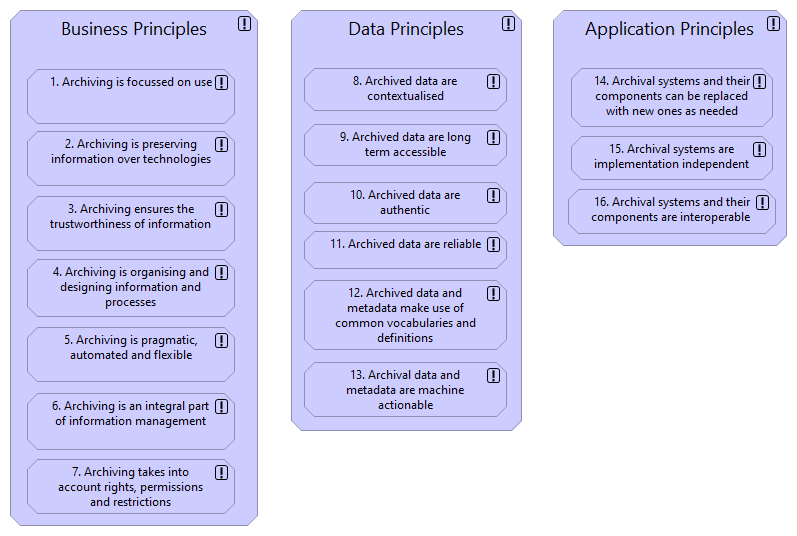 Business Principles
1. Archiving is focussed on use
2. Archiving is preserving
information over technologies
3. Archiving ensures the
trustworthiness of information
4. Archiving is organising and
designing information and
processes
5. Archiving is pragmatic,
automated and flexible
6. Archiving is an integral part
of information management
7. Archiving takes into
account rights, permissions
and restrictions
Data Principles
8. Archived data are
contextualised
9. Archived data are long
term accessible
10. Archived data are
authentic
11. Archived data are reliable
12. Archived data and
metadata make use of
common vocabularies and
definitions
13. Archival data and
metadata are machine
actionable
Application Principles
14. Archival systems and their
components can be replaced
with new ones as needed
15. Archival systems are
implementation independent
16. Archival systems and their
components are interoperable